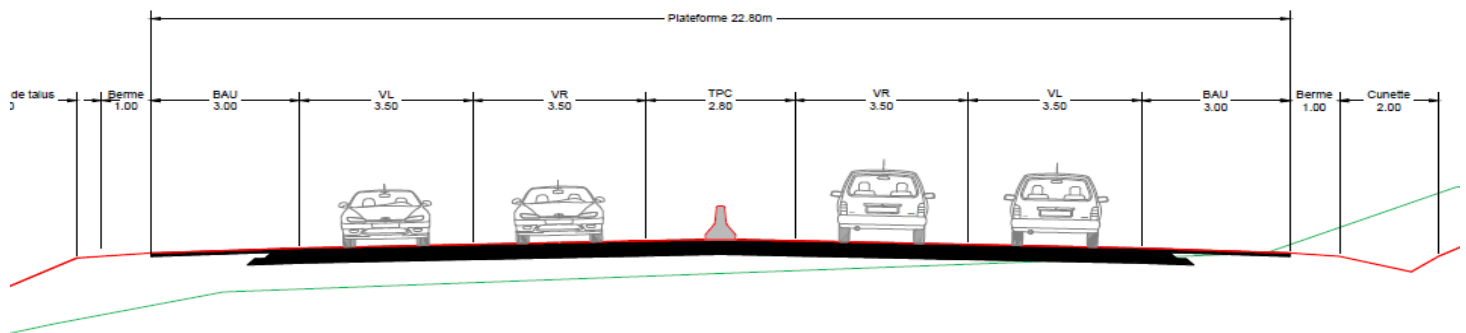 Plateforme 22.80m
de talus
0
Berme
1.00
BAU
3.00
VL
3.50
VR
3.50
TPC
2.80
VR
3.50
VL
3.50
BAU
3.00
Berme
1.00
Cunette
2.00